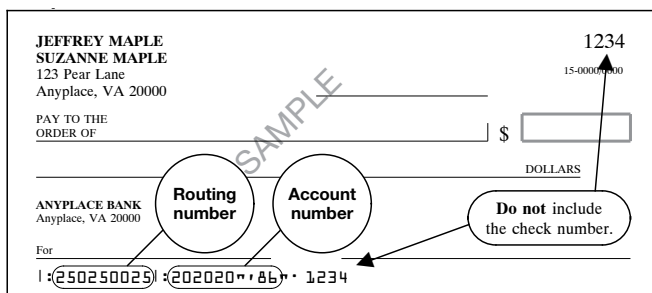 JEFFREY MAPLE
SUZANNE MAPLE
123 Pear Lane
Anyplace, VA 20000
1234
15-0000/0000
SAMPLE
PAY TO THE
ORDER OF
$
DOLLARS
ANYPLACE BANK
Anyplace, VA 20000
Routing
number
Account
number
Do not include
the check number.
For
|:250250025|:202020"'86"· 1234